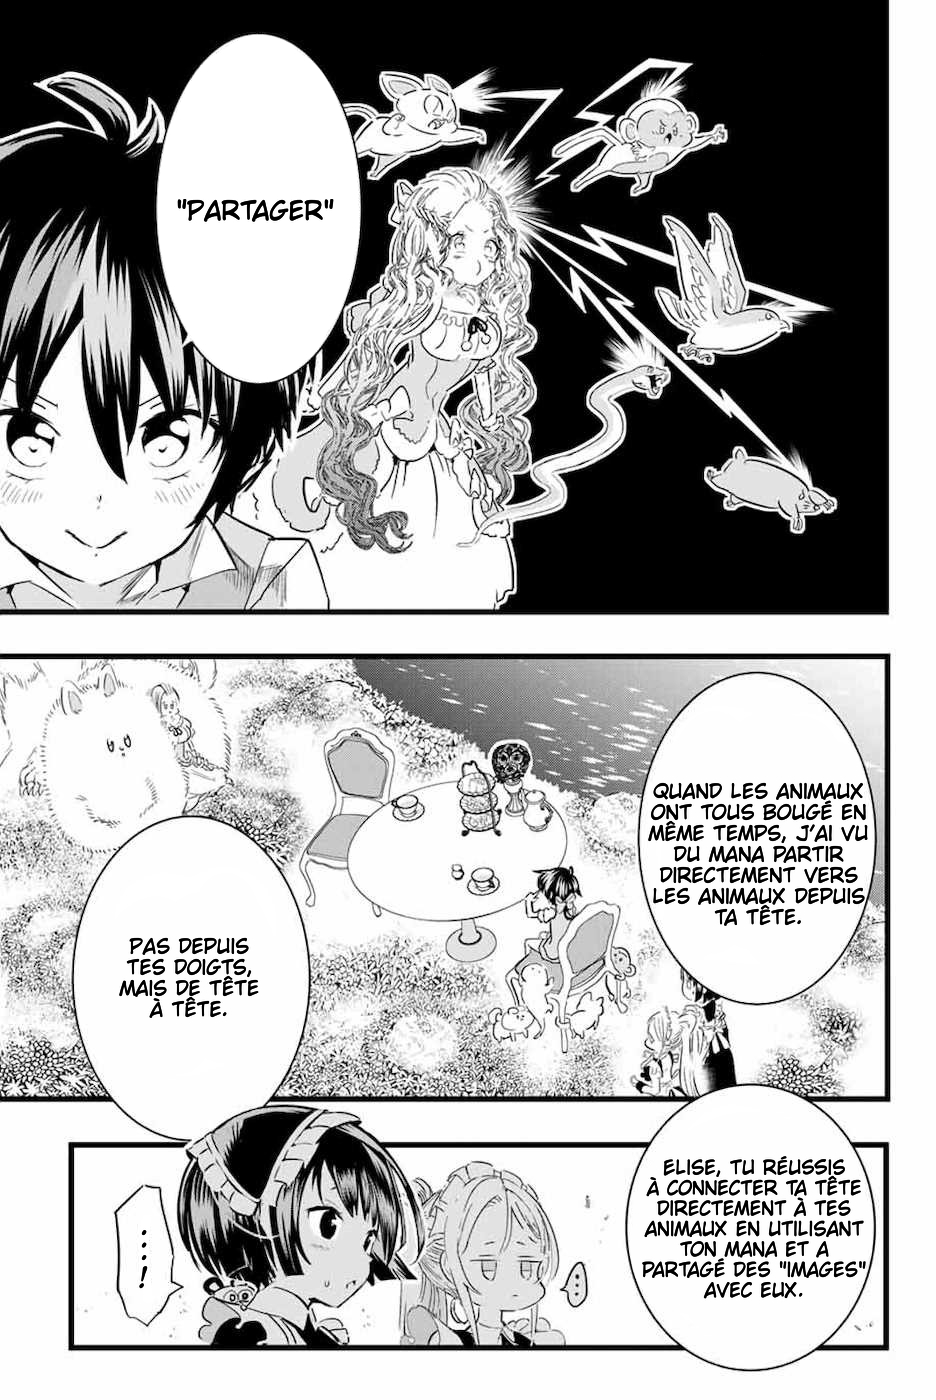 "PARTAGER"
QUAND LES ANIMAUX
ONT TOUS BOUGÉ EN
MÊME TEMPS, J'AI VU
DU MANA PARTIR
DIRECTEMENT VERS
LES ANIMAUX DEPUIS
TA TÊTE.
PAS DEPUIS
TES DOIGTS,
MAIS DE TÊTE
À TÊTE.
ELISE, TU RÉUSSIS
À CONNECTER TA TÊTE
DIRECTEMENT À TES
ANIMAUX EN UTILISANT
TON MANA ET A
PARTAGÉ DES "IMAGES"
AVEC EUX.
...
...!